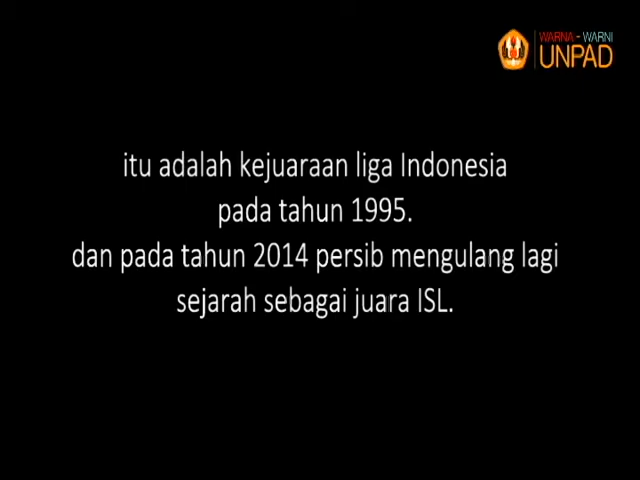 WARNA - WARNI
UNPAD
itu adalah kejuaraan liga Indonesia
pada tahun 1995.
dan pada tahun 2014 persib mengulang lagi
sejarah sebagai juara ISL.